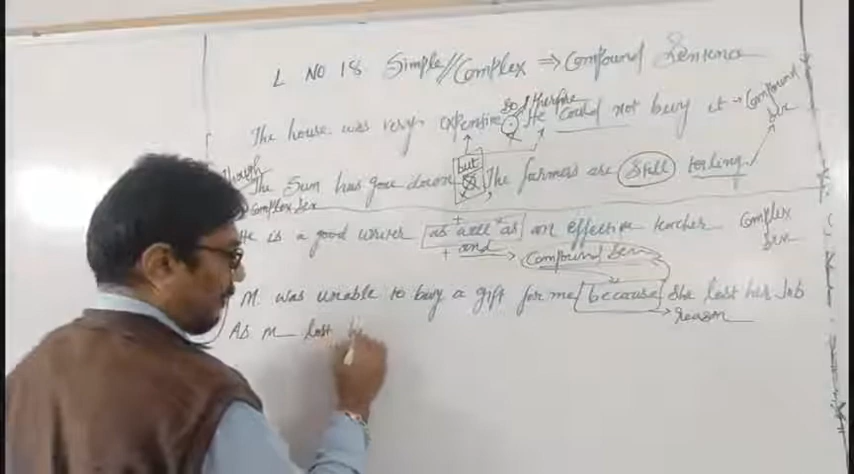 L NO 18 Simple//Complex ⇒ Compound Sentence
so / therefore
The house was very expensive. He could not buy it → Compound Sen
Though but
The Sun has gone down The farmers are still toiling
Complex Sen
He is a good writer as well as an effective teacher Complex Sen
+ and → Compound Sen
M. was unable to buy a gift for me because she lost her Job
→ reason
As M lost